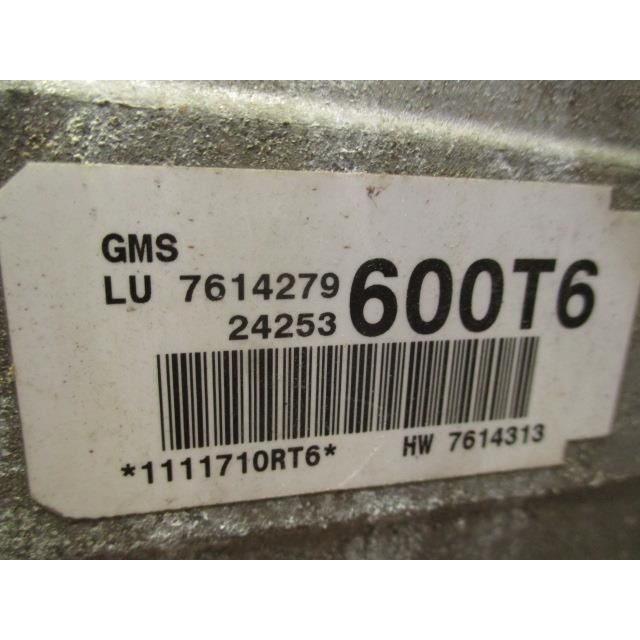 GMS
LU 7614279
24253
600T6
*1111710RT6*
HW 7614313